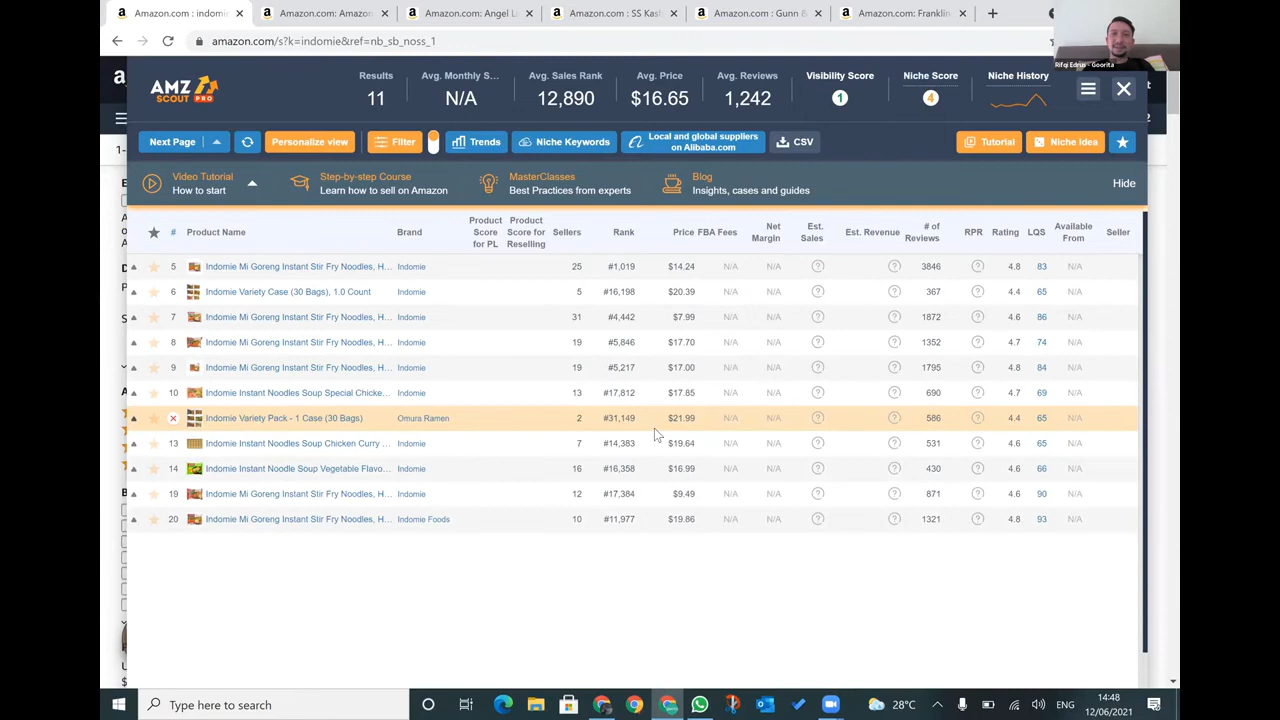 Amazon.com : indomie
Amazon.com: Amazon
Amazon.com: Angel Li
Amazon.com : SS Kash
Amazon.com : Gunn &
Amazon.com: Franklin
amazon.com/s?k=indomie&ref=nb_sb_noss_1
Rifqi Edrus - Goorita
AMZ SCOUT PRO
Results
11
Avg. Monthly S...
N/A
Avg. Sales Rank
12,890
Avg. Price
$16.65
Avg. Reviews
1,242
Visibility Score
1
Niche Score
4
Niche History
Next Page
Personalize view
Filter
Trends
Niche Keywords
Local and global suppliers on Alibaba.com
CSV
Tutorial
Niche Idea
Video Tutorial
How to start
Step-by-step Course
Learn how to sell on Amazon
MasterClasses
Best Practices from experts
Blog
Insights, cases and guides
Hide
# Product Name Brand Product Score for PL Product Score for Reselling Sellers Rank Price FBA Fees Net Margin Est. Sales Est. Revenue # of Reviews RPR Rating LQS Available From Seller
5 Indomie Mi Goreng Instant Stir Fry Noodles, H... Indomie 25 #1,019 $14.24 N/A N/A ? ? 3846 ? 4.8 83 N/A
6 Indomie Variety Case (30 Bags), 1.0 Count Indomie 5 #16,198 $20.39 N/A N/A ? ? 367 ? 4.4 65 N/A
7 Indomie Mi Goreng Instant Stir Fry Noodles, H... Indomie 31 #4,442 $7.99 N/A N/A ? ? 1872 ? 4.6 86 N/A
8 Indomie Mi Goreng Instant Stir Fry Noodles, H... Indomie 19 #5,846 $17.70 N/A N/A ? ? 1352 ? 4.7 74 N/A
9 Indomie Mi Goreng Instant Stir Fry Noodles, H... Indomie 19 #5,217 $17.00 N/A N/A ? ? 1795 ? 4.8 84 N/A
10 Indomie Instant Noodles Soup Special Chicke... Indomie 13 #17,812 $17.85 N/A N/A ? ? 690 ? 4.7 69 N/A
Indomie Variety Pack - 1 Case (30 Bags) Omura Ramen 2 #31,149 $21.99 N/A N/A ? ? 586 ? 4.4 65 N/A
13 Indomie Instant Noodles Soup Chicken Curry ... Indomie 7 #14,383 $19.64 N/A N/A ? ? 531 ? 4.6 65 N/A
14 Indomie Instant Noodle Soup Vegetable Flavo... Indomie 16 #16,358 $16.99 N/A N/A ? ? 430 ? 4.6 66 N/A
19 Indomie Mi Goreng Instant Stir Fry Noodles, H... Indomie 12 #17,384 $9.49 N/A N/A ? ? 871 ? 4.6 90 N/A
20 Indomie Mi Goreng Instant Stir Fry Noodles, H... Indomie Foods 10 #11,977 $19.86 N/A N/A ? ? 1321 ? 4.8 93 N/A
Type here to search
28°C
ENG
14:48
12/06/2021